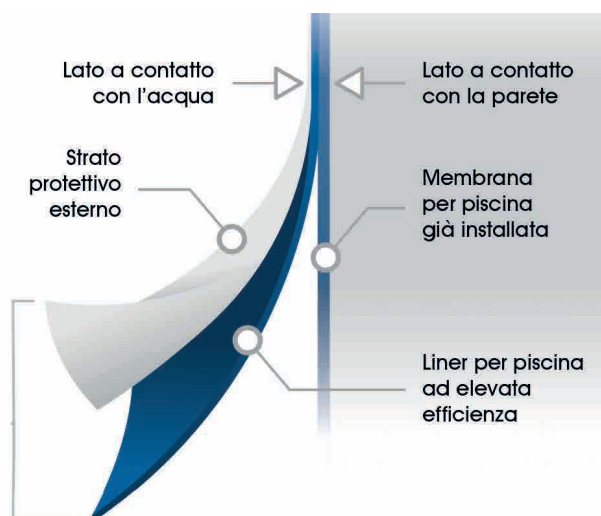 Lato a contatto
con l'acqua
Lato a contatto
con la parete
Strato
protettivo
esterno
Membrana
per piscina
già installata
Liner per piscina
ad elevata
efficienza